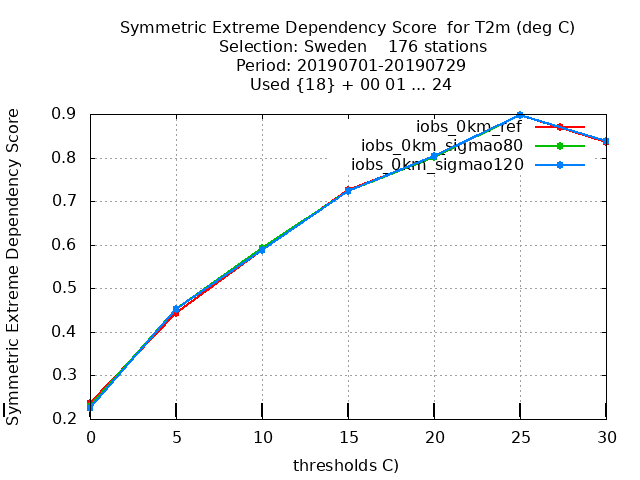 Symmetric Extreme Dependency Score  for T2m (deg C)
Selection: Sweden    176 stations
Period: 20190701-20190729
Used {18} + 00 01 ... 24
Symmetric Extreme Dependency Score
0.9
0.8
0.7
0.6
0.5
0.4
0.3
0.2
iobs_0km_ref
iobs_0km_sigmao80
iobs_0km_sigmao120
0 5 10 15 20 25 30
thresholds C)